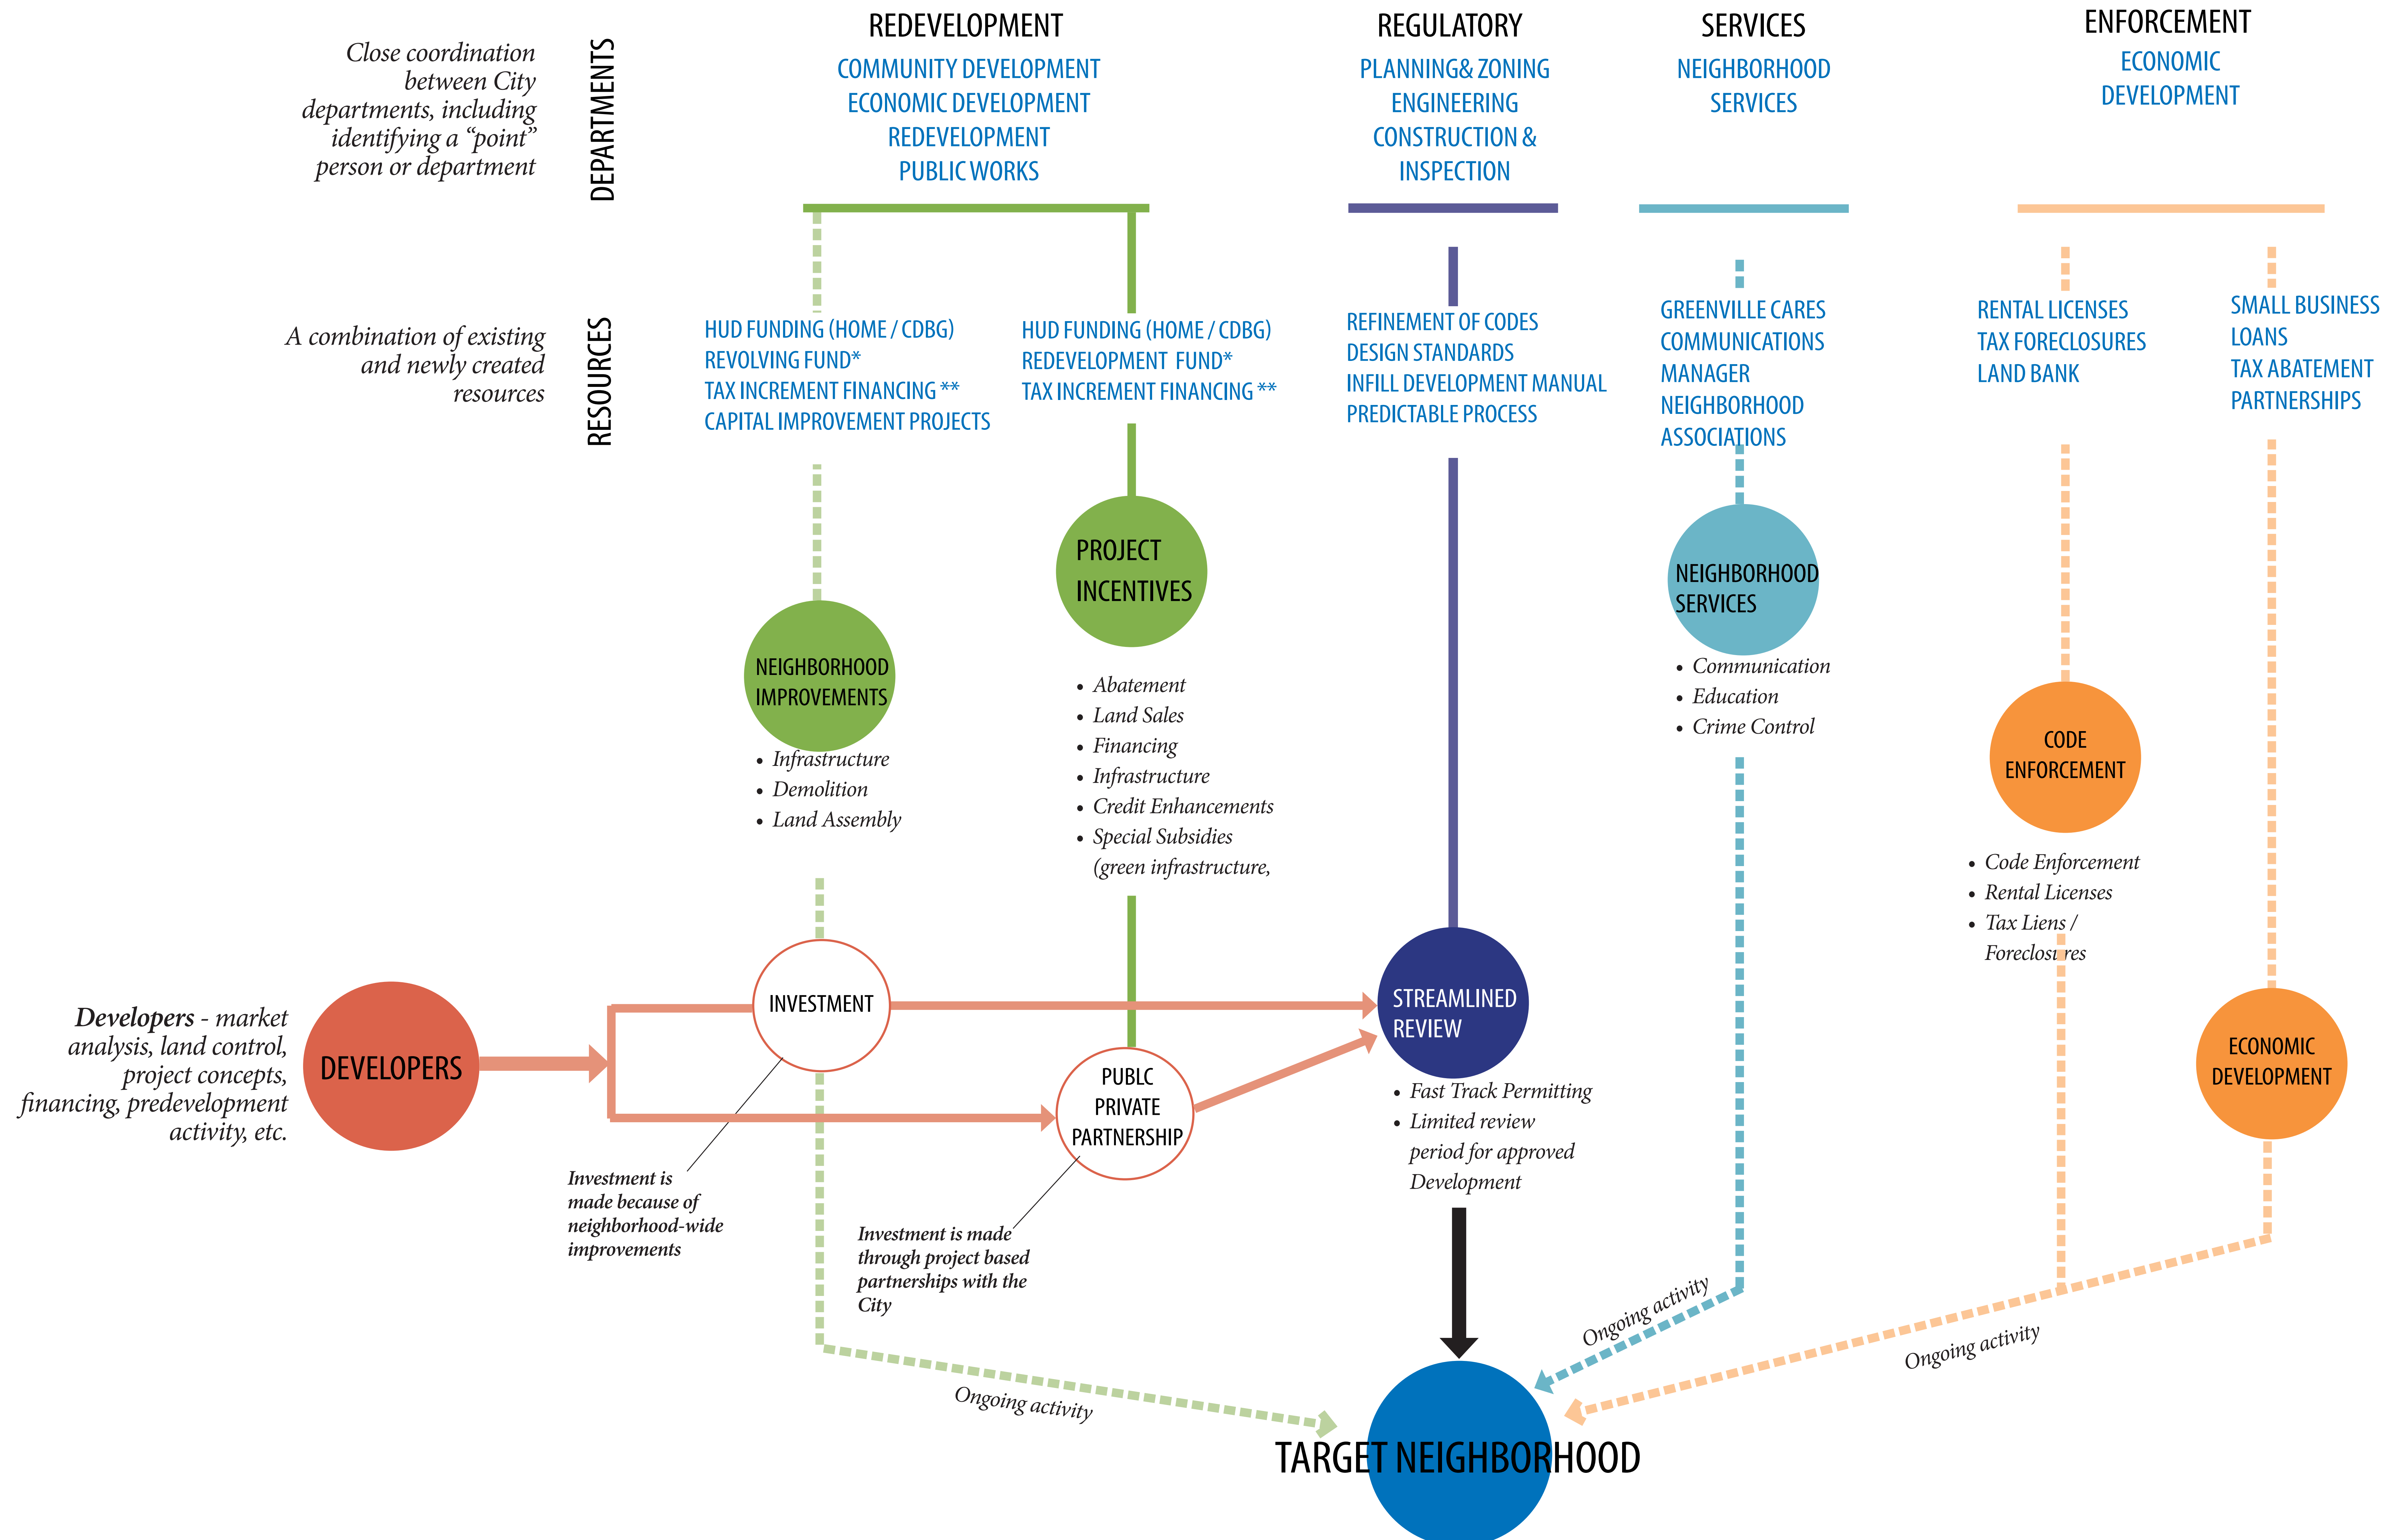 Close coordination
between City
departments, including
identifying a “point”
person or department
DEPARTMENTS
REDEVELOPMENT
COMMUNITY DEVELOPMENT
ECONOMIC DEVELOPMENT
REDEVELOPMENT
PUBLIC WORKS
REGULATORY
PLANNING& ZONING
ENGINEERING
CONSTRUCTION &
INSPECTION
SERVICES
NEIGHBORHOOD
SERVICES
ENFORCEMENT
ECONOMIC
DEVELOPMENT
A combination of existing
and newly created
resources
RESOURCES
HUD FUNDING (HOME / CDBG)
REVOLVING FUND*
TAX INCREMENT FINANCING **
CAPITAL IMPROVEMENT PROJECTS
HUD FUNDING (HOME / CDBG)
REDEVELOPMENT FUND*
TAX INCREMENT FINANCING **
REFINEMENT OF CODES
DESIGN STANDARDS
INFILL DEVELOPMENT MANUAL
PREDICTABLE PROCESS
GREENVILLE CARES
COMMUNICATIONS
MANAGER
NEIGHBORHOOD
ASSOCIATIONS
RENTAL LICENSES
TAX FORECLOSURES
LAND BANK
SMALL BUSINESS
LOANS
TAX ABATEMENT
PARTNERSHIPS
NEIGHBORHOOD
IMPROVEMENTS
• Infrastructure
• Demolition
• Land Assembly
PROJECT
INCENTIVES
• Abatement
• Land Sales
• Financing
• Infrastructure
• Credit Enhancements
• Special Subsidies
(green infrastructure,
NEIGHBORHOOD
SERVICES
• Communication
• Education
• Crime Control
CODE
ENFORCEMENT
• Code Enforcement
• Rental Licenses
• Tax Liens /
Foreclosures
Developers - market
analysis, land control,
project concepts,
financing, predevelopment
activity, etc.
DEVELOPERS
INVESTMENT
PUBLC
PRIVATE
PARTNERSHIP
STREAMLINED
REVIEW
• Fast Track Permitting
• Limited review
period for approved
Development
ECONOMIC
DEVELOPMENT
Investment is
made because of
neighborhood-wide
improvements
Investment is made
through project based
partnerships with the
City
Ongoing activity
Ongoing activity
Ongoing activity
TARGET NEIGHBORHOOD